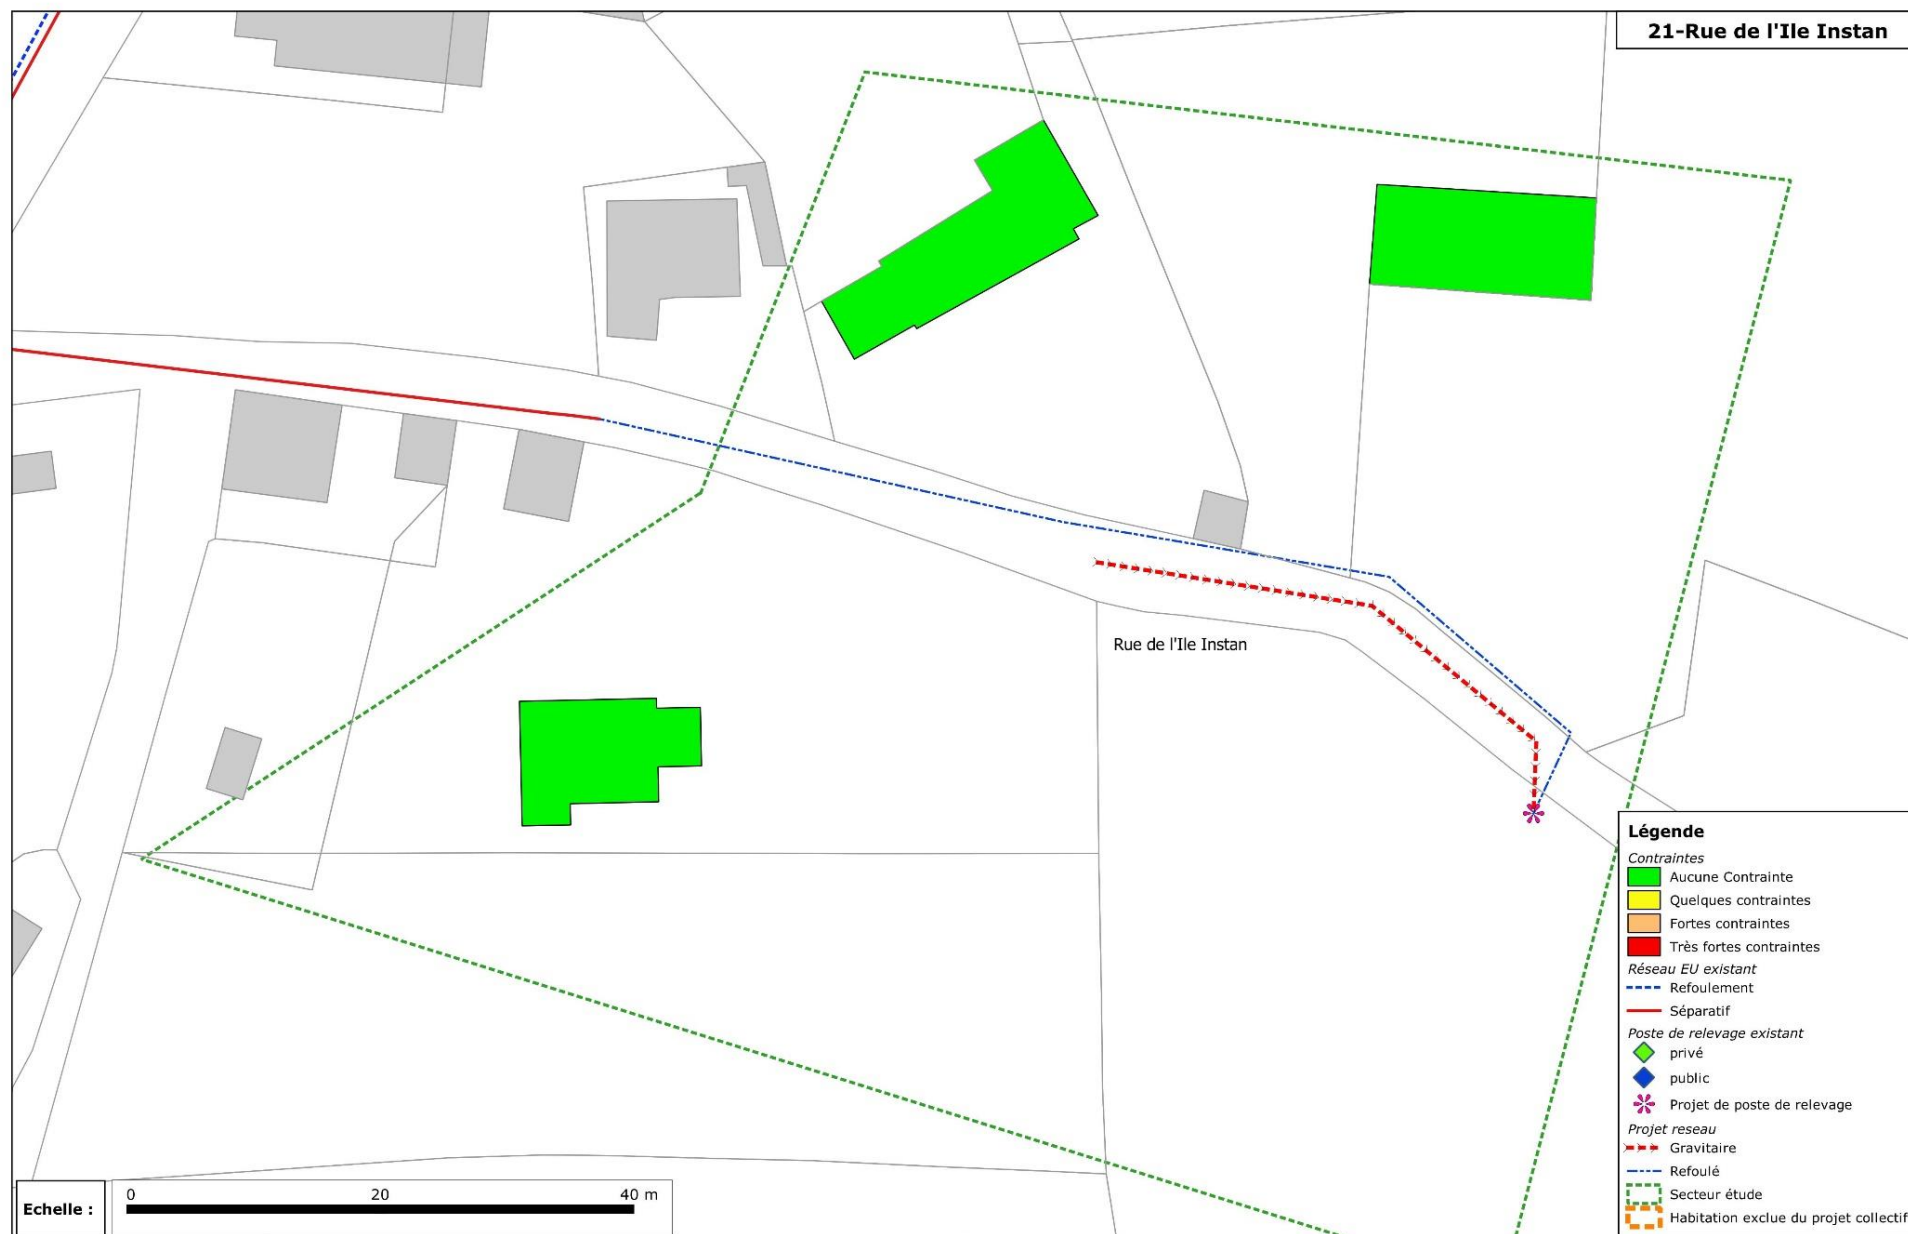 21-Rue de l'Ile Instan
Rue de l'Ile Instan
Légende
Contraintes
Aucune Contrainte
Quelques contraintes
Fortes contraintes
Très fortes contraintes
Réseau EU existant
Refoulement
Séparatif
Poste de relevage existant
privé
public
Projet de poste de relevage
Projet reseau
Gravitaire
Refoulé
Secteur étude
Habitation exclue du projet collectif
Echelle :
0 20 40 m